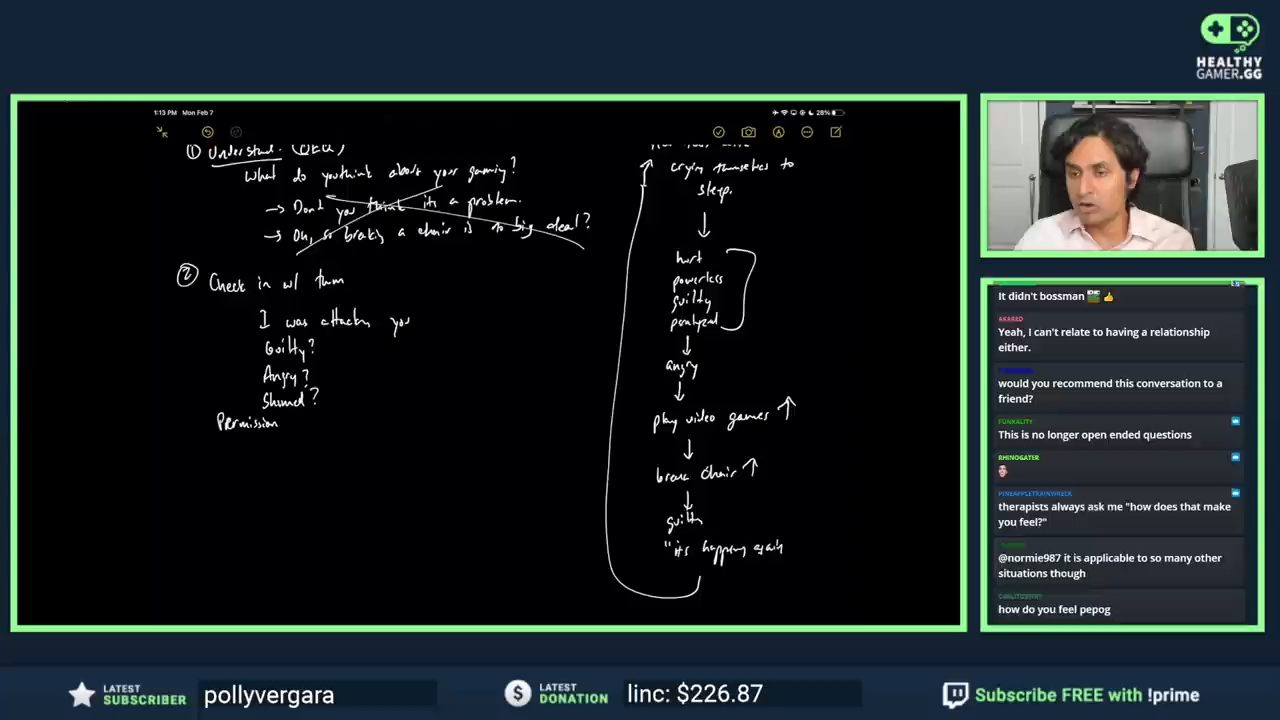 HEALTHY
GAMER.GG
1:13 PM Mon Feb 7
28%
① Understand.
What do you think about your gaming?
→ Don't you think its a problem.
→ Oh, so breaking a chair is no big deal?
② Check in w/ them
I was attacking you
Guilty?
Angry?
Shamed?
Permission
crying themselves to
sleep.
↓
hurt
powerless
guilty
paralyzed
↓
angry
↓
play video games ↑
↓
break chair ↑
↓
guilty
"its happening again
It didn't bossman
AKARED
Yeah, I can't relate to having a relationship
either.
would you recommend this conversation to a
friend?
FUNKALITY
This is no longer open ended questions
RHINOGATER
PINEAPPLETRAINWRECK
therapists always ask me "how does that make
you feel?"
@normie987 it is applicable to so many other
situations though
how do you feel pepog
LATEST
SUBSCRIBER
pollyvergara
LATEST
DONATION
linc: $226.87
Subscribe FREE with !prime